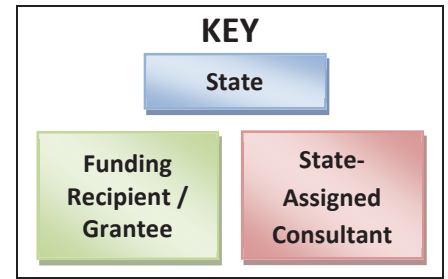 KEY
State
Funding
Recipient /
Grantee
State-
Assigned
Consultant